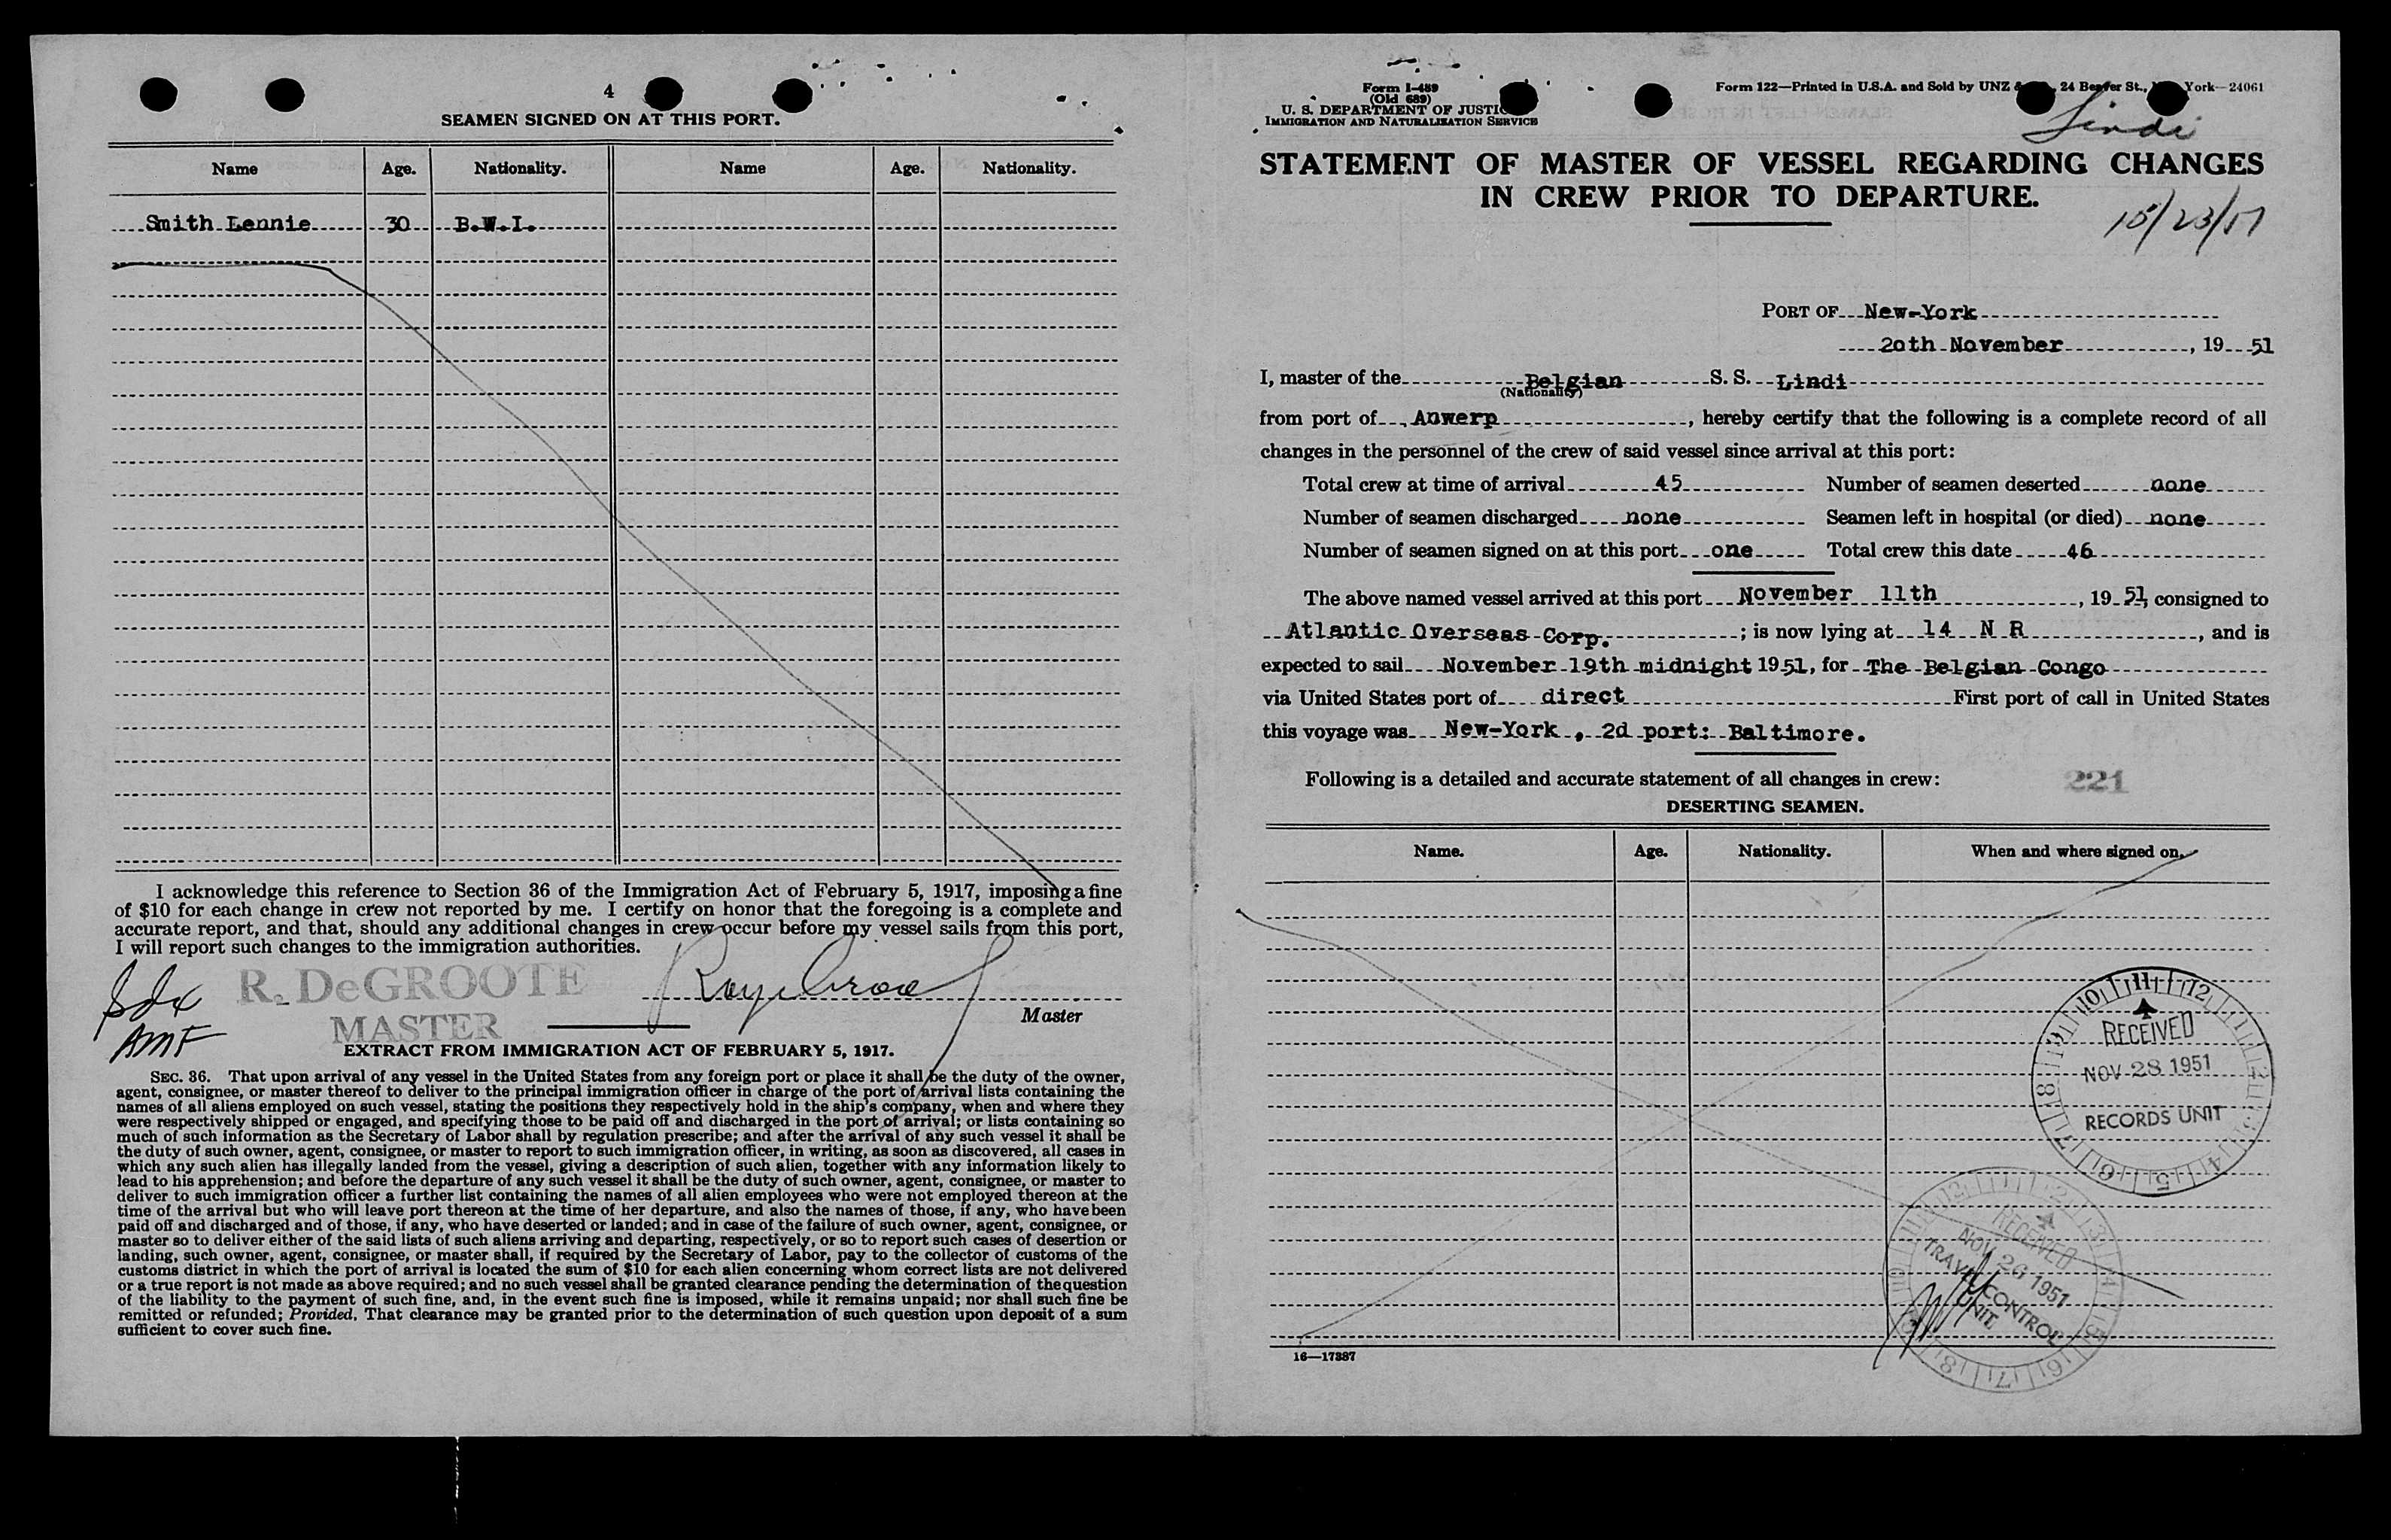 4
SEAMEN SIGNED ON AT THIS PORT.
Name Age. Nationality. Name Age. Nationality.
Smith Lennie 30 B.W.I.
I acknowledge this reference to Section 36 of the Immigration Act of February 5, 1917, imposing a fine
of $10 for each change in crew not reported by me. I certify on honor that the foregoing is a complete and
accurate report, and that, should any additional changes in crew occur before my vessel sails from this port,
I will report such changes to the immigration authorities.
R. DeGROOTE
MASTER
AMF
Master
EXTRACT FROM IMMIGRATION ACT OF FEBRUARY 5, 1917.
SEC. 36. That upon arrival of any vessel in the United States from any foreign port or place it shall be the duty of the owner,
agent, consignee, or master thereof to deliver to the principal immigration officer in charge of the port of arrival lists containing the
names of all aliens employed on such vessel, stating the positions they respectively hold in the ship's company, when and where they
were respectively shipped or engaged, and specifying those to be paid off and discharged in the port of arrival; or lists containing so
much of such information as the Secretary of Labor shall by regulation prescribe; and after the arrival of any such vessel it shall be
the duty of such owner, agent, consignee, or master to report to such immigration officer, in writing, as soon as discovered, all cases in
which any such alien has illegally landed from the vessel, giving a description of such alien, together with any information likely to
lead to his apprehension; and before the departure of any such vessel it shall be the duty of such owner, agent, consignee, or master to
deliver to such immigration officer a further list containing the names of all alien employees who were not employed thereon at the
time of the arrival but who will leave port thereon at the time of her departure, and also the names of those, if any, who have been
paid off and discharged and of those, if any, who have deserted or landed; and in case of the failure of such owner, agent, consignee, or
master so to deliver either of the said lists of such aliens arriving and departing, respectively, or so to report such cases of desertion or
landing, such owner, agent, consignee, or master shall, if required by the Secretary of Labor, pay to the collector of customs of the
customs district in which the port of arrival is located the sum of $10 for each alien concerning whom correct lists are not delivered
or a true report is not made as above required; and no such vessel shall be granted clearance pending the determination of the question
of the liability to the payment of such fine, and, in the event such fine is imposed, while it remains unpaid; nor shall such fine be
remitted or refunded; Provided, That clearance may be granted prior to the determination of such question upon deposit of a sum
sufficient to cover such fine.
Form I-489
(Old 689)
U. S. DEPARTMENT OF JUSTICE
IMMIGRATION AND NATURALIZATION SERVICE
Form 122—Printed in U.S.A. and Sold by UNZ & 24 Beaver St., York—24061
Lindi
STATEMENT OF MASTER OF VESSEL REGARDING CHANGES
IN CREW PRIOR TO DEPARTURE.
PORT OF New-York
20th November, 19 51
I, master of the Belgian S. S. Lindi
(Nationality)
from port of Anwerp, hereby certify that the following is a complete record of all
changes in the personnel of the crew of said vessel since arrival at this port:
Total crew at time of arrival 45 Number of seamen deserted none
Number of seamen discharged none Seamen left in hospital (or died) none
Number of seamen signed on at this port one Total crew this date 46
The above named vessel arrived at this port November 11th, 19 51, consigned to
Atlantic Overseas Corp.; is now lying at 14 N R, and is
expected to sail November 19th midnight 1951, for The Belgian Congo
via United States port of direct First port of call in United States
this voyage was New-York, 2d port: Baltimore.
Following is a detailed and accurate statement of all changes in crew:
221
DESERTING SEAMEN.
Name. Age. Nationality. When and where signed on.
RECEIVED
NOV 28 1951
RECORDS UNIT
RECEIVED
NOV 26 1951
TRAVEL CONTROL
UNIT
16—17387